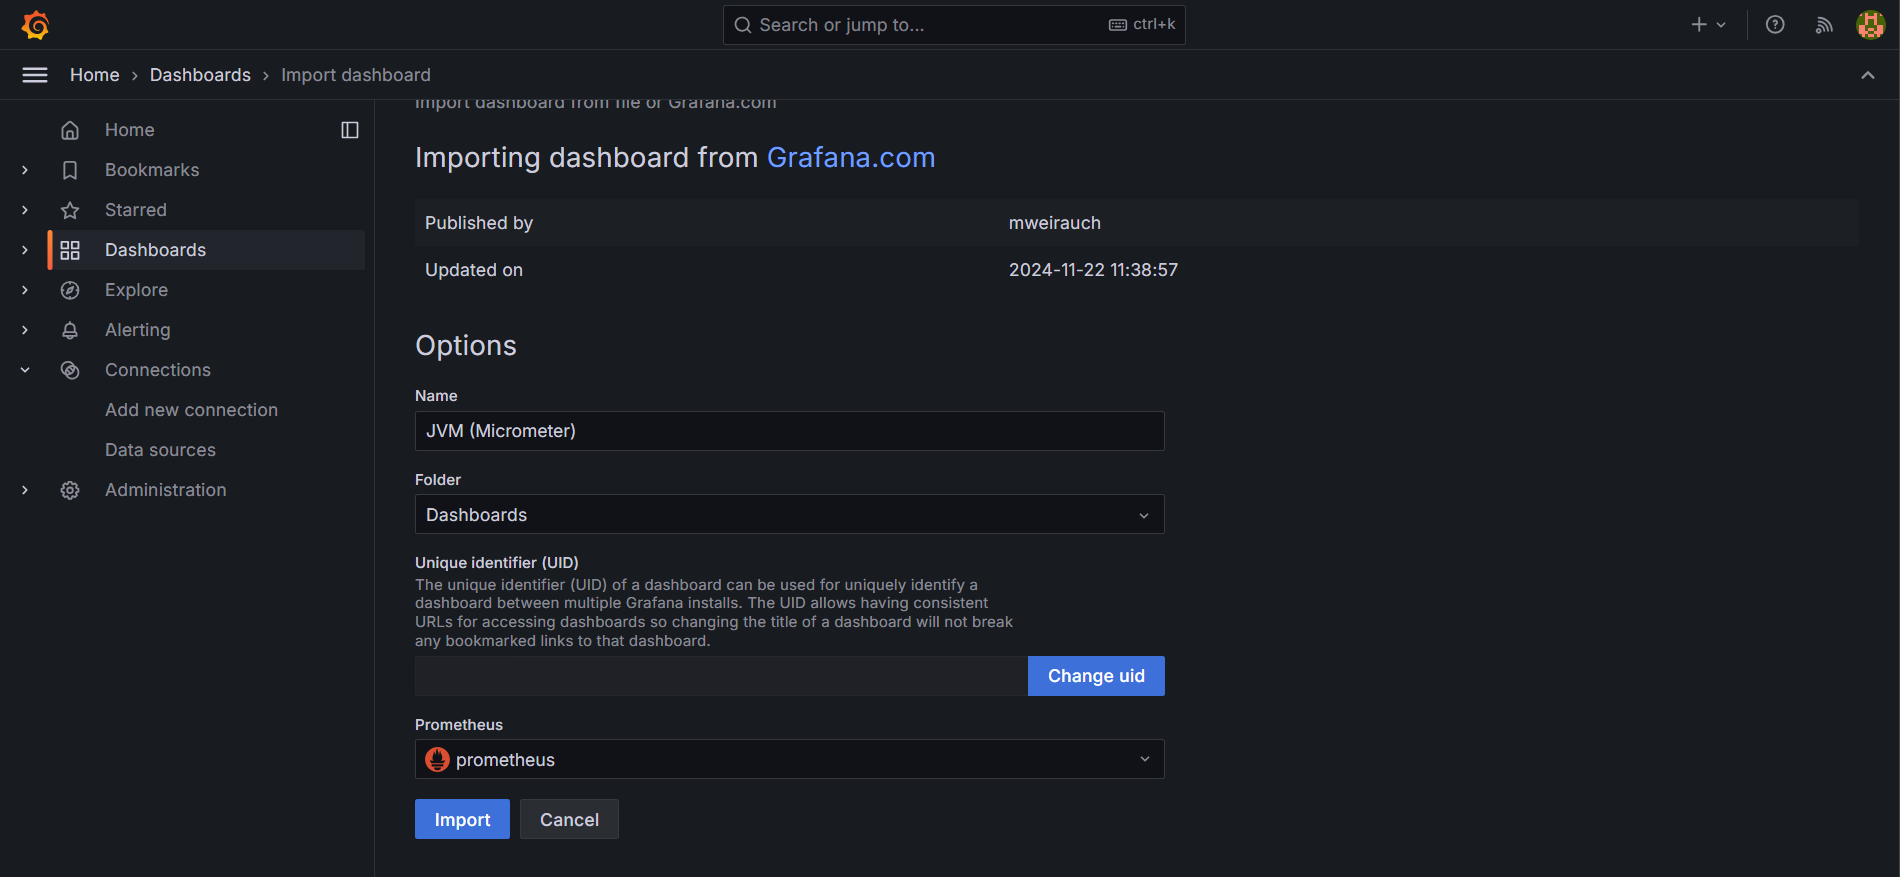 Search or jump to...
ctrl+k
Home › Dashboards › Import dashboard
Home
Bookmarks
Starred
Dashboards
Explore
Alerting
Connections
Add new connection
Data sources
Administration
Import dashboard from file or Grafana.com
Importing dashboard from Grafana.com
Published by mweirauch
Updated on 2024-11-22 11:38:57
Options
Name
JVM (Micrometer)
Folder
Dashboards
Unique identifier (UID)
The unique identifier (UID) of a dashboard can be used for uniquely identify a
dashboard between multiple Grafana installs. The UID allows having consistent
URLs for accessing dashboards so changing the title of a dashboard will not break
any bookmarked links to that dashboard.
Change uid
Prometheus
prometheus
Import
Cancel